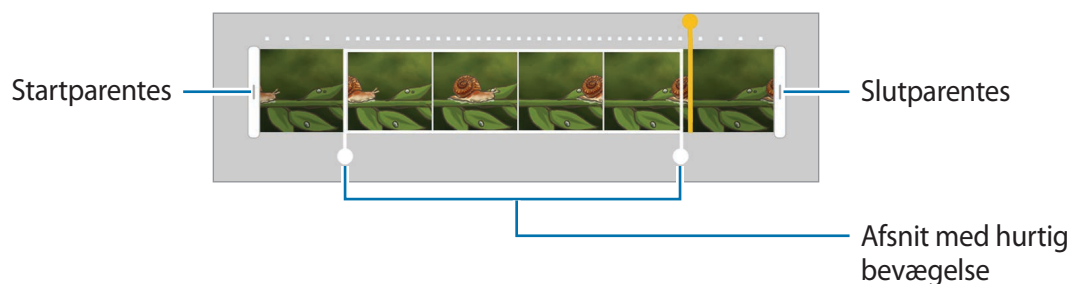 Startparentes
Slutparentes
Afsnit med hurtig
bevægelse